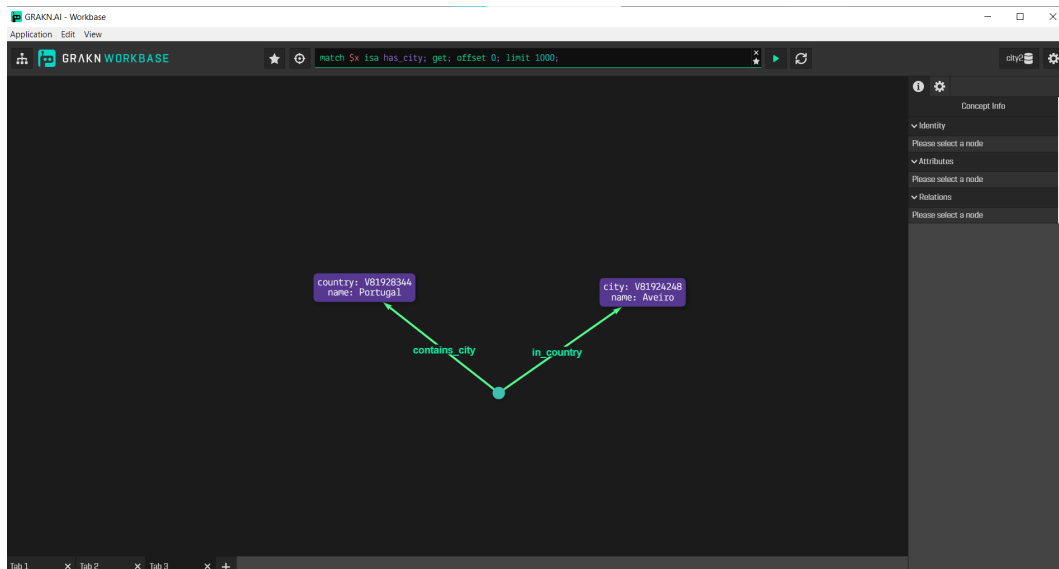 GRAKN.AI - Workbase
Application Edit View
GRAKN WORKBASE
match $x isa has_city; get; offset 0; limit 1000;
city2
Concept Info
Identity
Please select a node
Attributes
Please select a node
Relations
Please select a node
country: V81928344
name: Portugal
city: V81924248
name: Aveiro
contains_city
in_country
Tab 1 x Tab 2 x Tab 3 x +